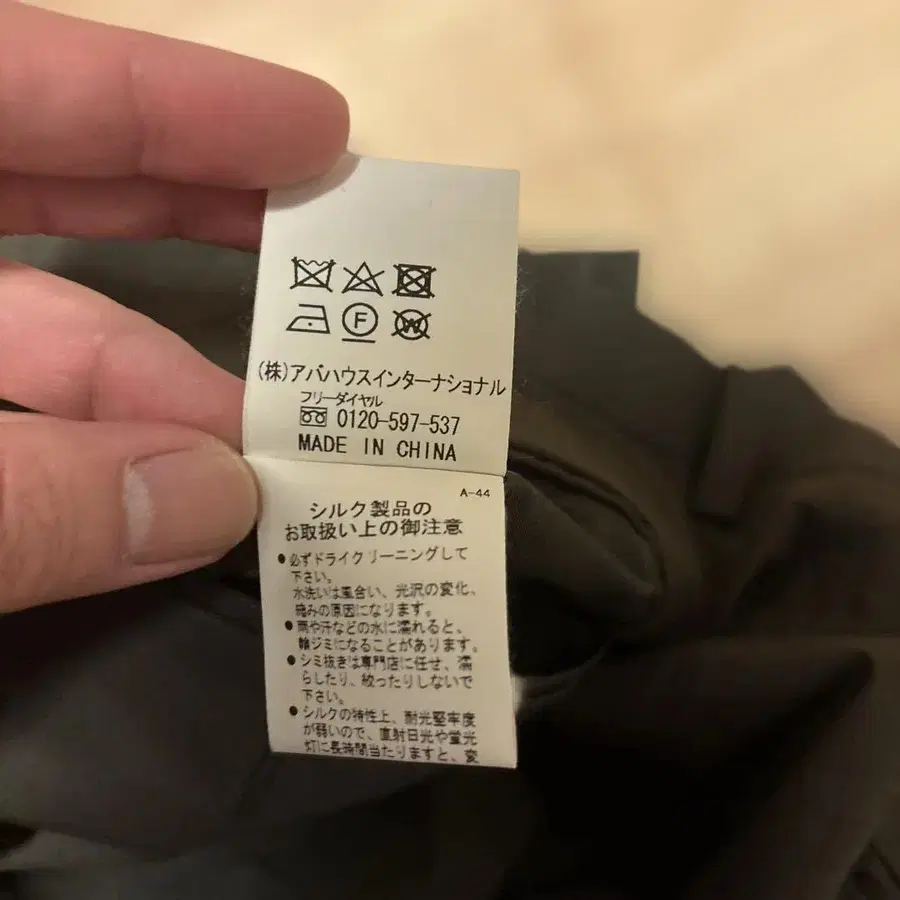 F W
(株)アバハウスインターナショナル
フリーダイヤル
0120-597-537
MADE IN CHINA
A-44
シルク製品の
お取扱い上の御注意
●必ずドライクリーニングして
下さい。
水洗いは風合い、光沢の変化、
縮みの原因になります。
●雨や汗などの水に濡れると、
輪ジミになることがあります。
●シミ抜きは専門店に任せ、濡
らしたり、絞ったりしないで
下さい。
●シルクの特性上、耐光堅牢度
が弱いので、直射日光や蛍光
灯に長時間当たりますと、変